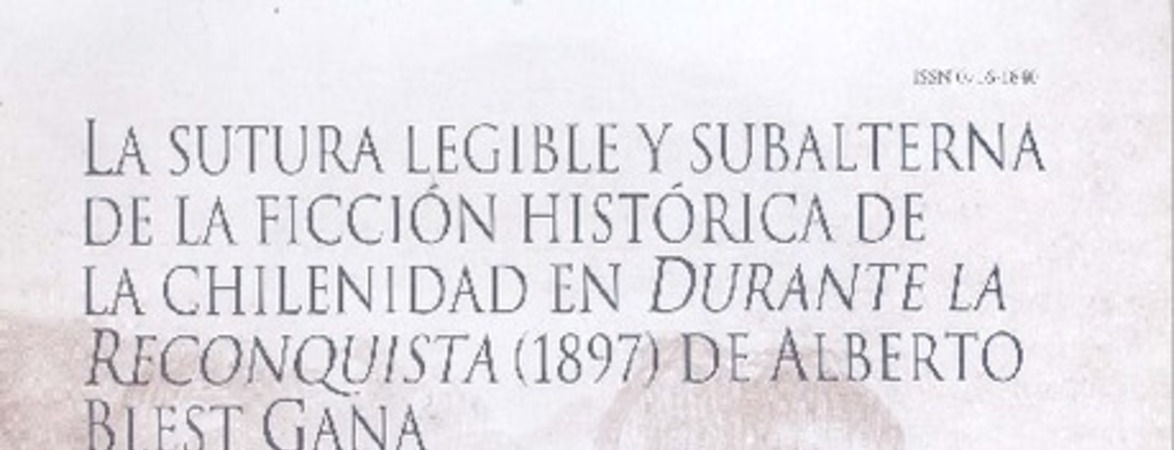 LA SUTURA LEGIBLE Y SUBALTERNA
DE LA FICCIÓN HISTÓRICA DE
LA CHILENIDAD EN DURANTE LA
RECONQUISTA (1897) DE ALBERTO
BLEST GANA
ISSN